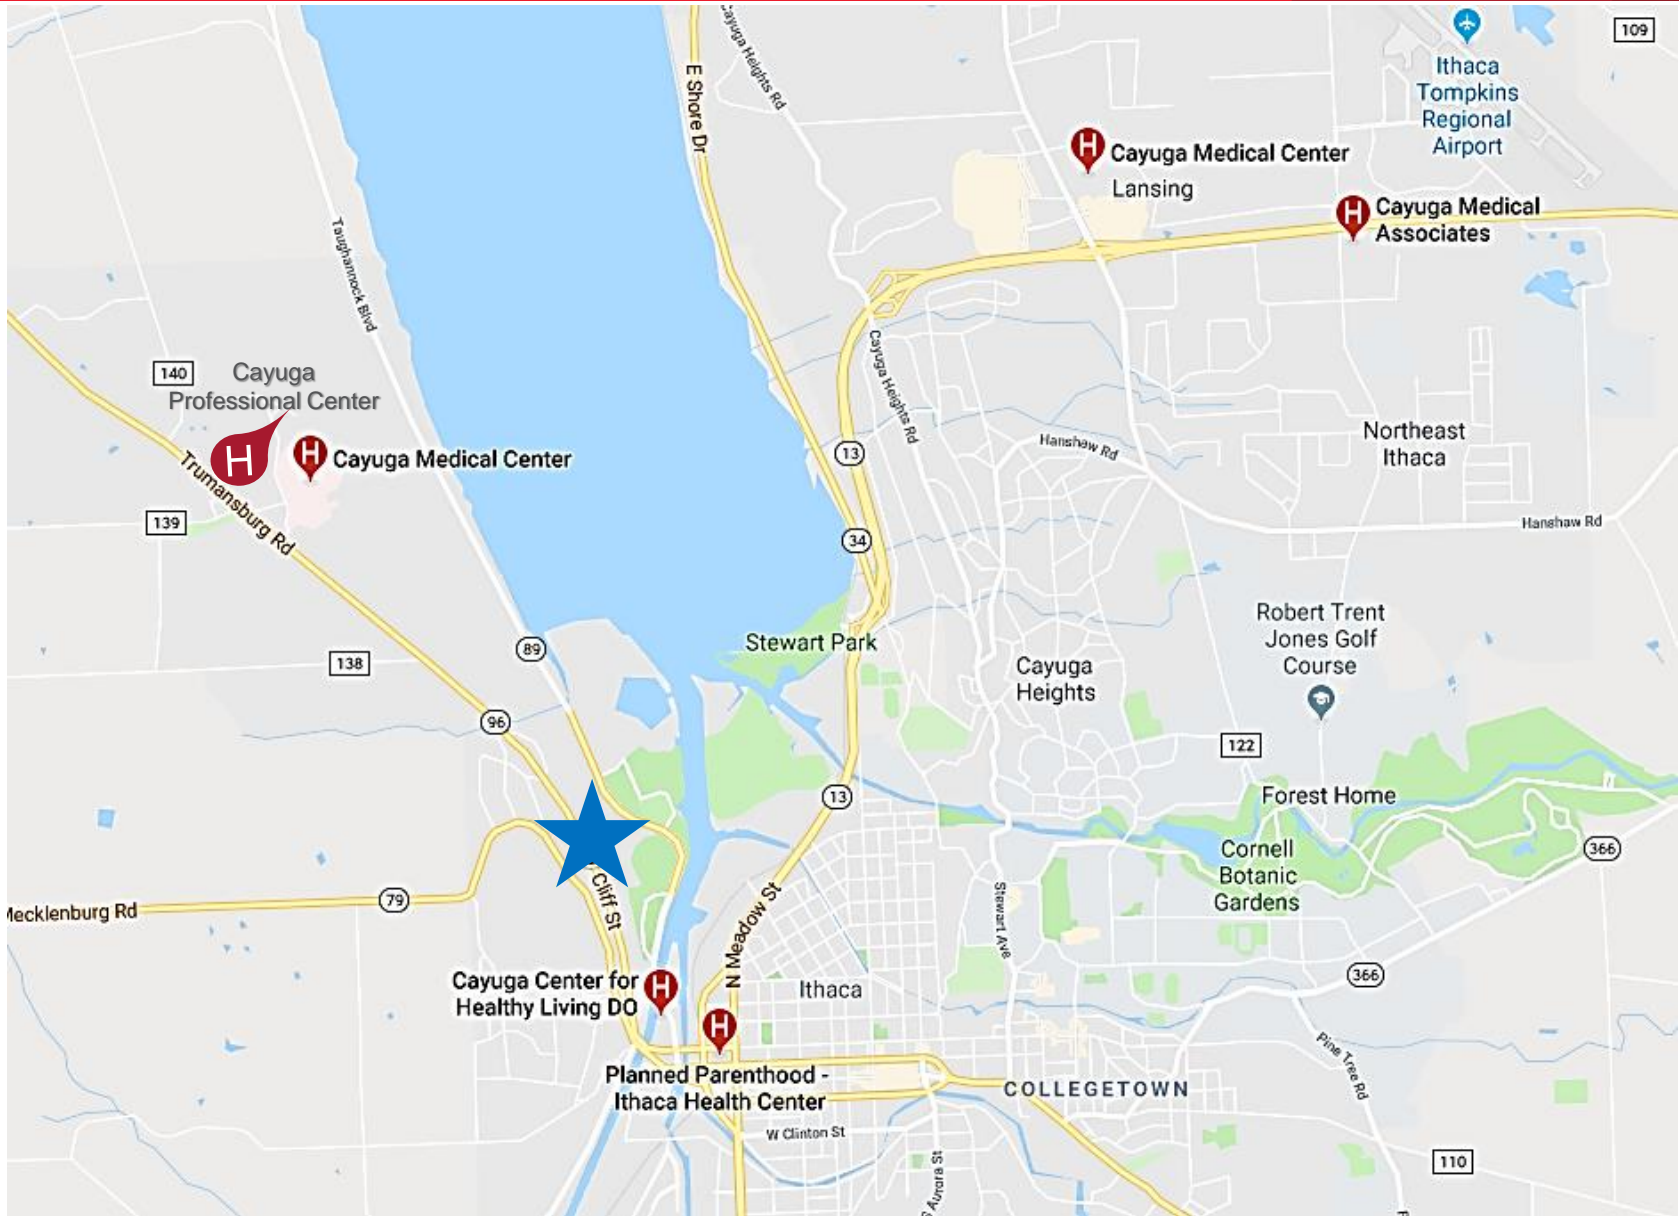 Cayuga Heights Rd
109
Ithaca
Tompkins
Regional
Airport
E Shore Dr
H
Cayuga Medical Center
Lansing
H
Cayuga Medical
Associates
Taughannock Blvd
140
Cayuga
Professional Center
H
H
Cayuga Medical Center
Cayuga Heights Rd
13
Hanshaw Rd
Northeast
Ithaca
Trumansburg Rd
139
34
Hanshaw Rd
Stewart Park
Robert Trent
Jones Golf
Course
89
138
Cayuga
Heights
96
122
13
Forest Home
Cornell
Botanic
Gardens
366
79
Mecklenburg Rd
Cliff St
N Meadow St
Stewart Ave
366
Cayuga Center for
Healthy Living DO
H
Ithaca
H
Planned Parenthood -
Ithaca Health Center
COLLEGETOWN
Pine Tree Rd
W Clinton St
S Aurora St
110